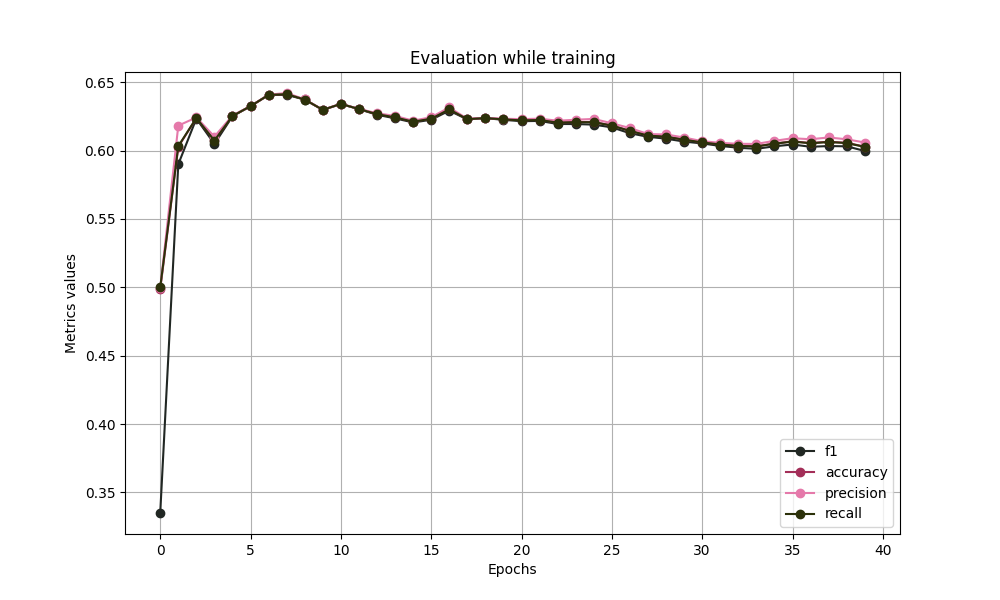 Evaluation while training
Metrics values
0.65
0.60
0.55
0.50
0.45
0.40
0.35
f1
accuracy
precision
recall
0 5 10 15 20 25 30 35 40
Epochs